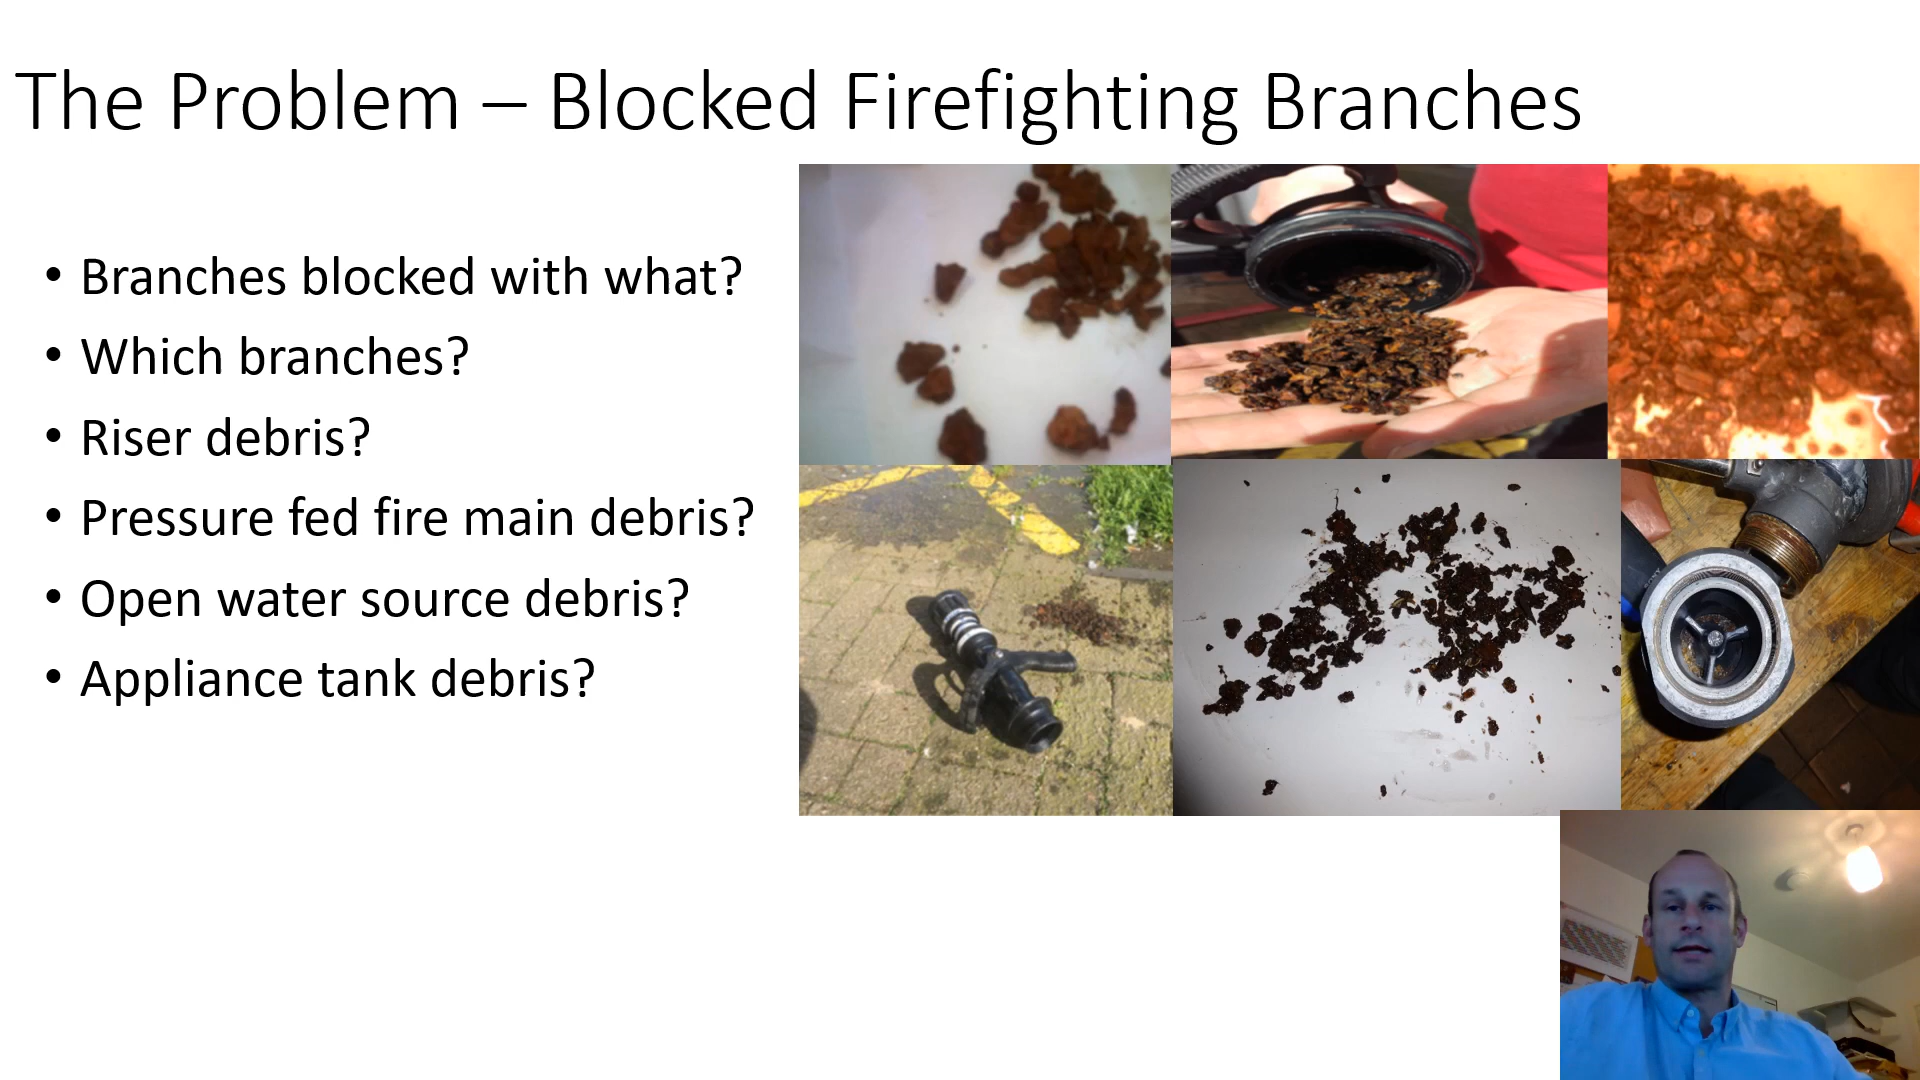 The Problem – Blocked Firefighting Branches
• Branches blocked with what?
• Which branches?
• Riser debris?
• Pressure fed fire main debris?
• Open water source debris?
• Appliance tank debris?